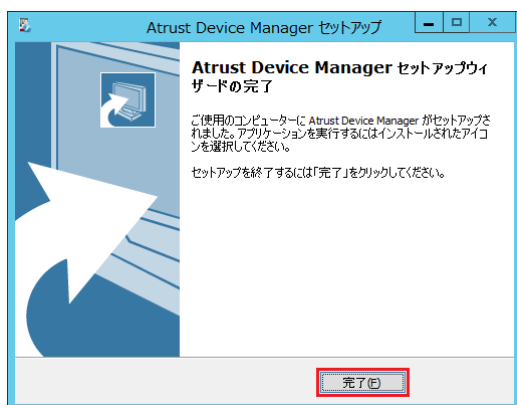 Atrust Device Manager セットアップ
Atrust Device Manager セットアップウィ
ザードの完了
ご使用のコンピューターに Atrust Device Manager がセットアップさ
れました。アプリケーションを実行するにはインストールされたアイコ
ンを選択してください。
セットアップを終了するには「完了」をクリックしてください。
完了(F)